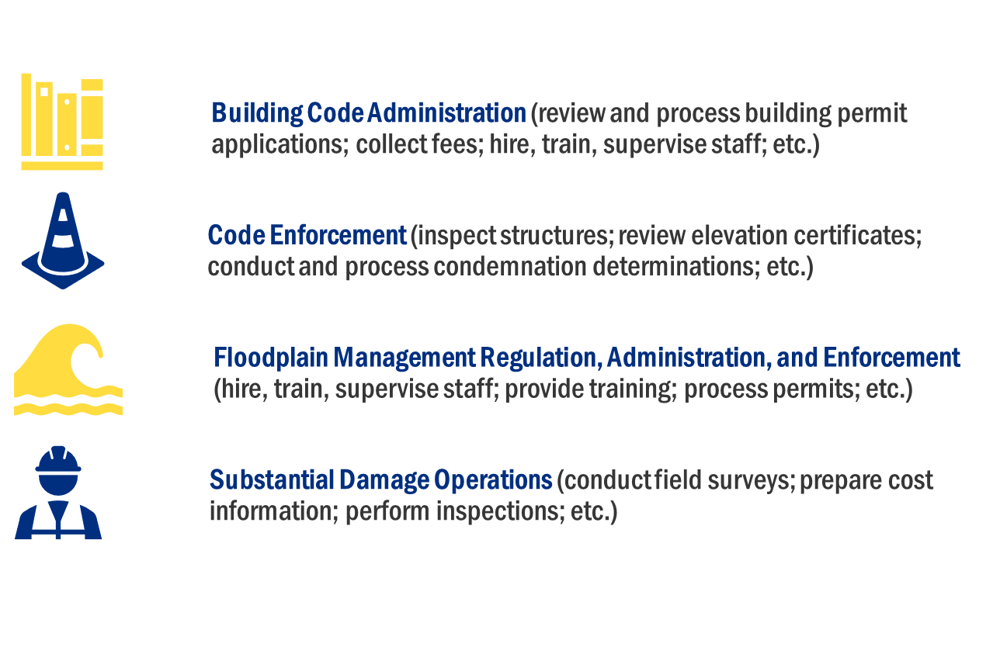 Building Code Administration (review and process building permit
applications; collect fees; hire, train, supervise staff; etc.)
Code Enforcement (inspect structures; review elevation certificates;
conduct and process condemnation determinations; etc.)
Floodplain Management Regulation, Administration, and Enforcement
(hire, train, supervise staff; provide training; process permits; etc.)
Substantial Damage Operations (conduct field surveys; prepare cost
information; perform inspections; etc.)